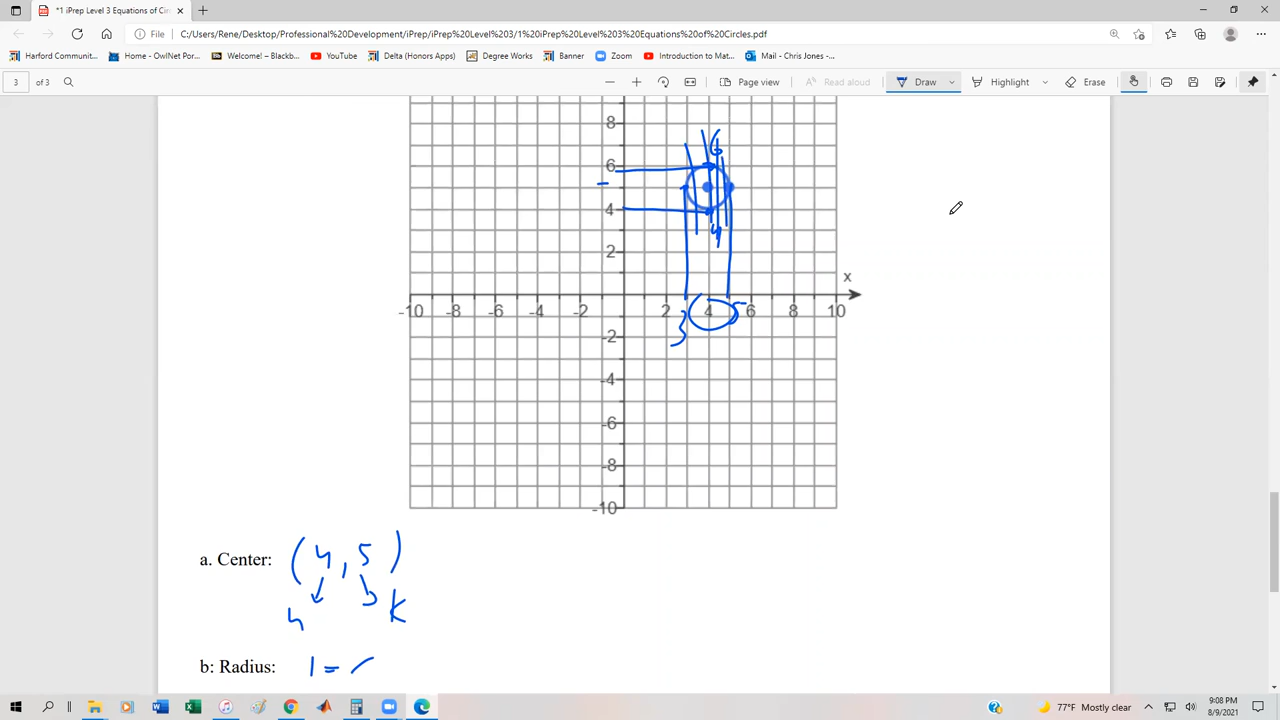 *1 iPrep Level 3 Equations of Cir
File C:/Users/Rene/Desktop/Professional%20Development/iPrep/iPrep%20Level%203/1%20iPrep%20Level%203%20Equations%20of%20Circles.pdf
Harford Communit... Home - OwlNet Por... Welcome! – Blackb... YouTube Delta (Honors Apps) Degree Works Banner Zoom Introduction to Mat... Mail - Chris Jones -...
3 of 3 Page view Read aloud Draw Highlight Erase
8
6
6
4
4
2
x
-10 -8 -6 -4 -2 2 4 6 8 10
3 5
-2
-4
-6
-8
-10
a. Center: (4, 5)
h k
b: Radius: 1 = r
77°F Mostly clear 9:08 PM
8/9/2021